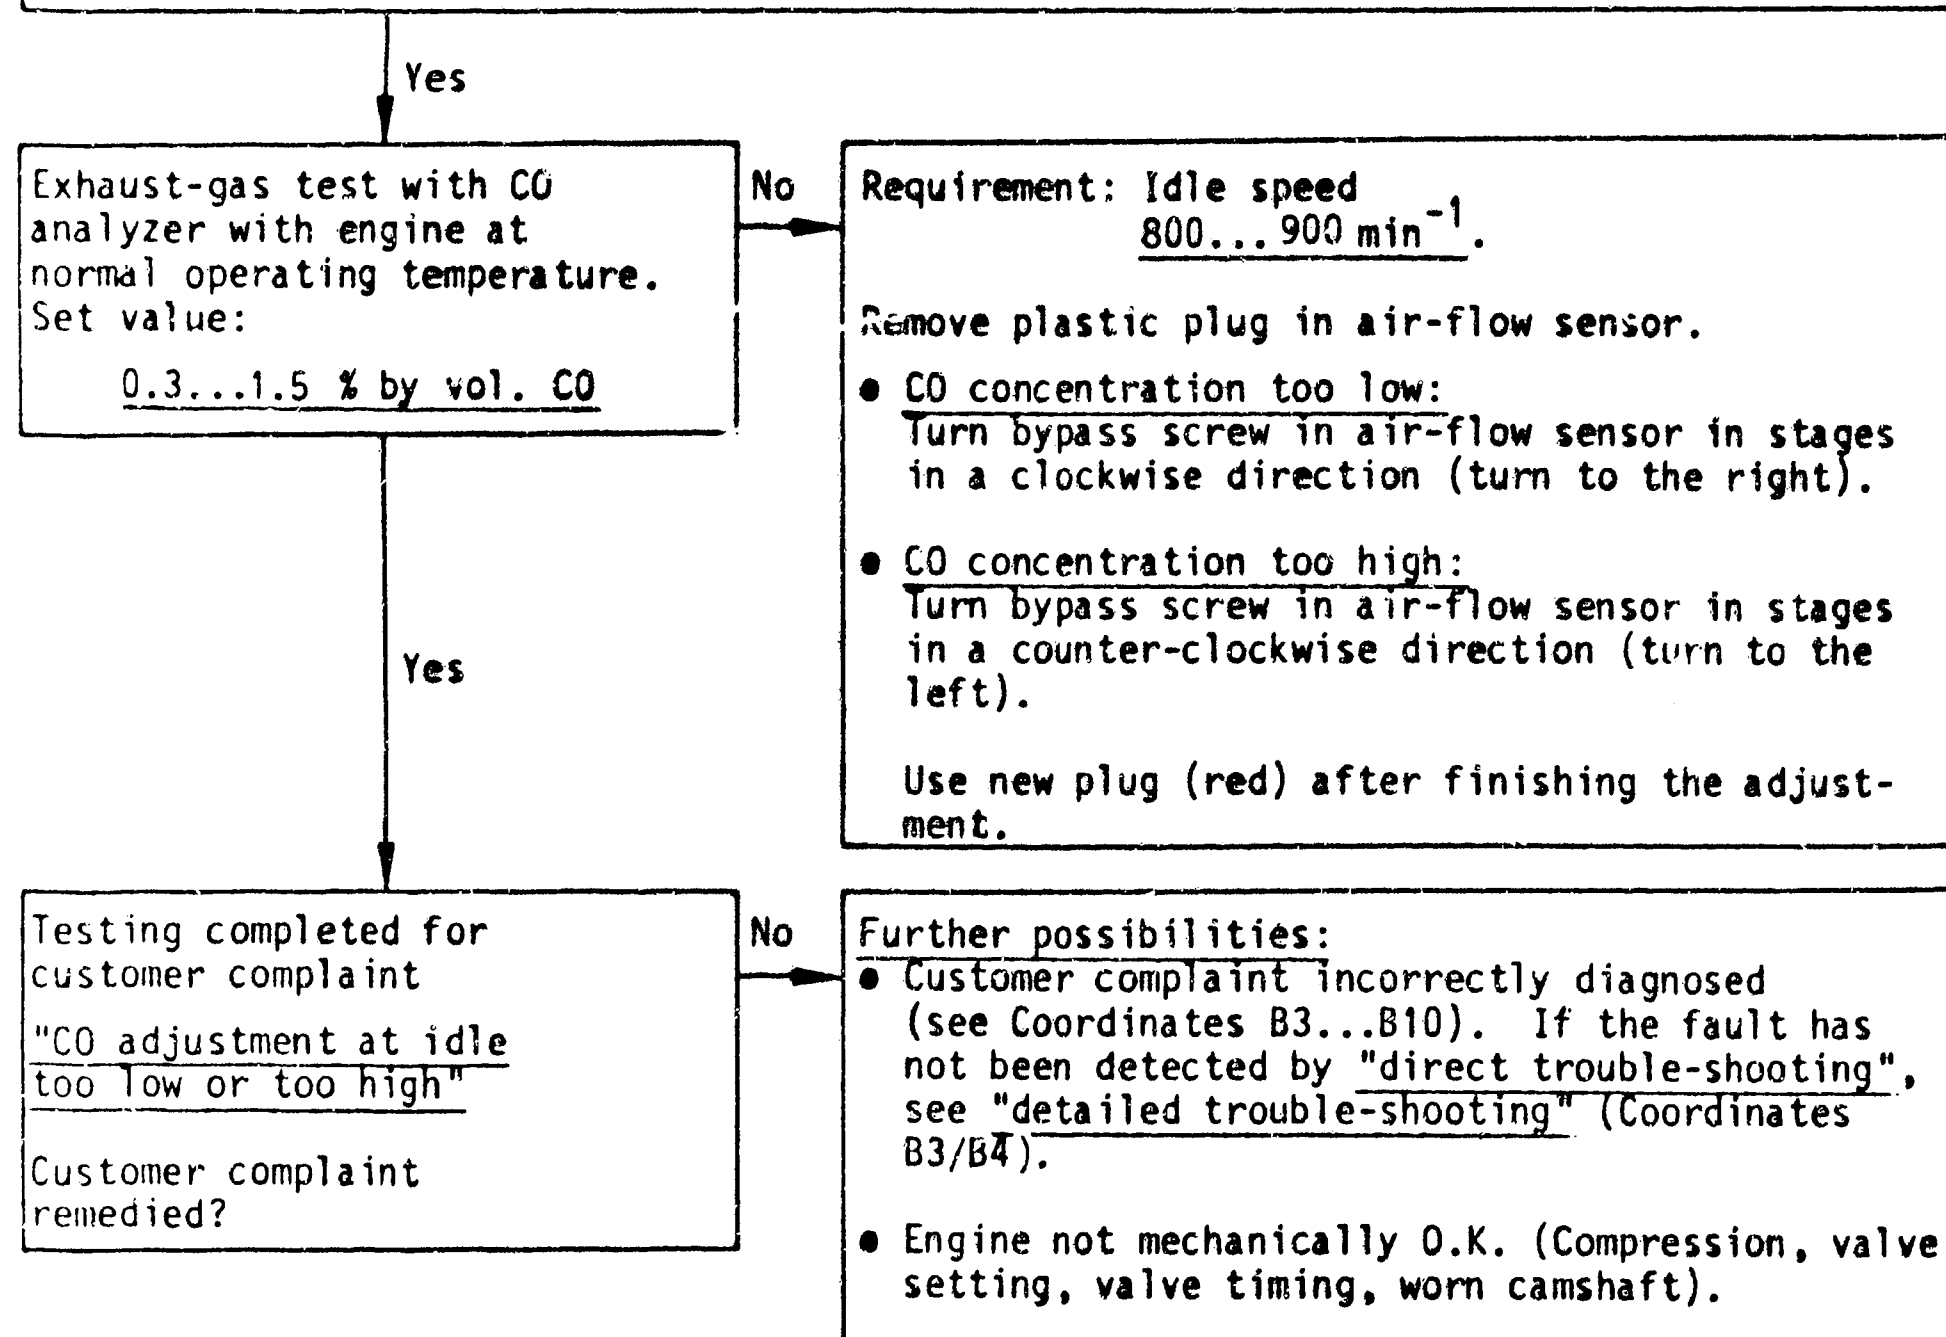 Yes
Exhaust-gas test with CO
analyzer with engine at
normal operating temperature.
Set value:
0.3...1.5 % by vol. CO
No
Requirement: Idle speed
800...900 min⁻¹.
Remove plastic plug in air-flow sensor.
● CO concentration too low:
Turn bypass screw in air-flow sensor in stages
in a clockwise direction (turn to the right).
● CO concentration too high:
Turn bypass screw in air-flow sensor in stages
in a counter-clockwise direction (turn to the
left).
Use new plug (red) after finishing the adjust-
ment.
Yes
Testing completed for
customer complaint
"CO adjustment at idle
too low or too high"
Customer complaint
remedied?
No
Further possibilities:
● Customer complaint incorrectly diagnosed
(see Coordinates B3...B10). If the fault has
not been detected by "direct trouble-shooting",
see "detailed trouble-shooting" (Coordinates
B3/B4).
● Engine not mechanically O.K. (Compression, valve
setting, valve timing, worn camshaft).